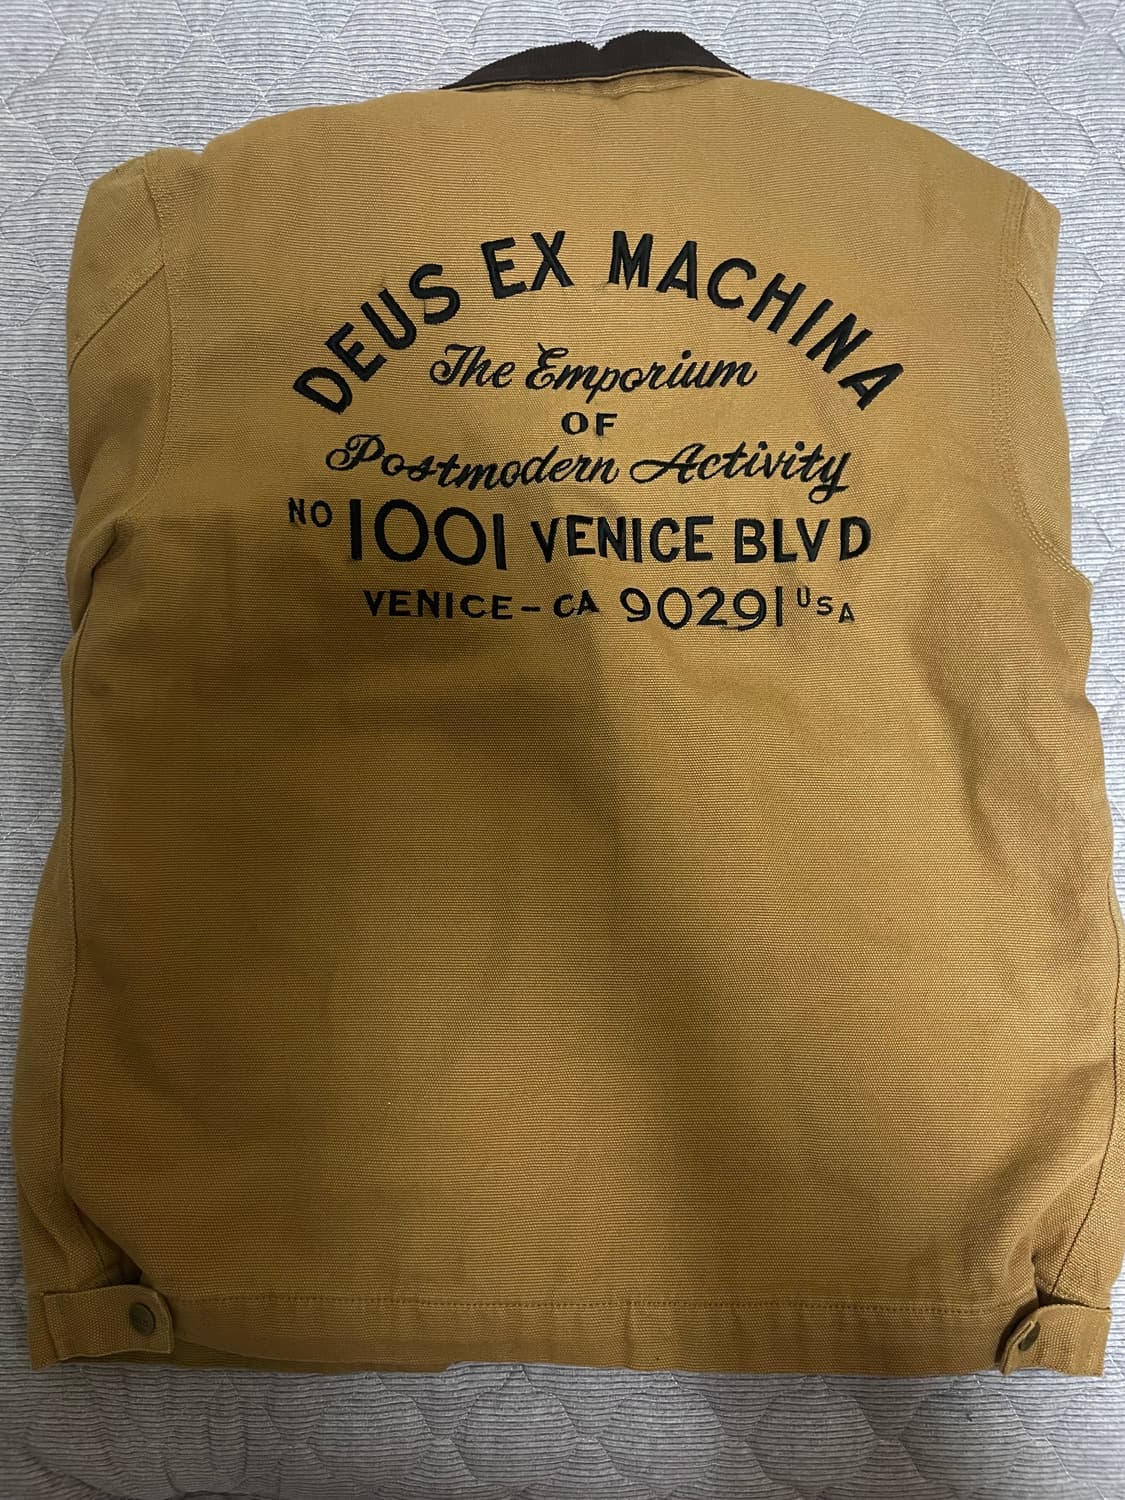 DEUS EX MACHINA
The Emporium
OF
Postmodern Activity
NO 1001 VENICE BLVD
VENICE - CA 90291 USA